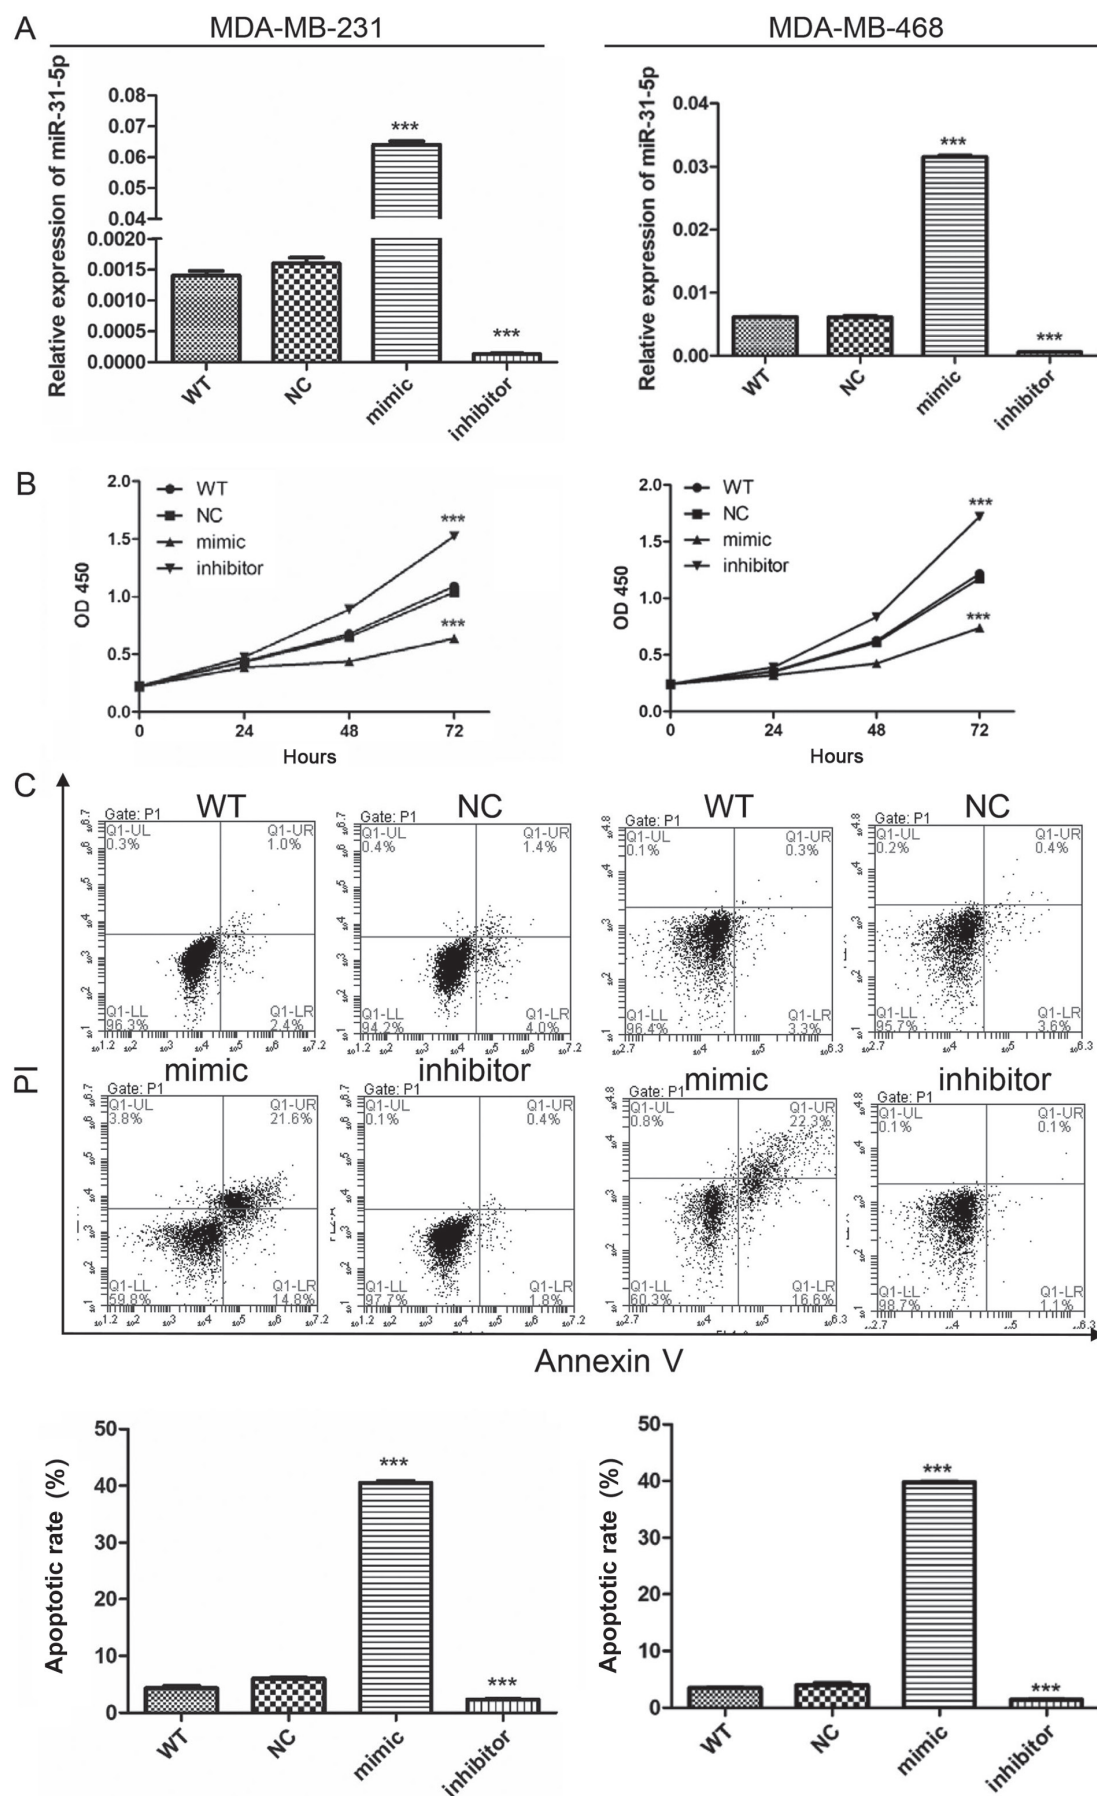 A
MDA-MB-231
MDA-MB-468
Relative expression of miR-31-5p
0.08
0.07
0.06
0.05
0.04
0.0020
0.0015
0.0010
0.0005
0.0000
***
***
WT
NC
mimic
inhibitor
Relative expression of miR-31-5p
0.04
0.03
0.02
0.01
0.00
***
***
WT
NC
mimic
inhibitor
B
OD 450
2.0
1.5
1.0
0.5
0.0
WT
NC
mimic
inhibitor
***
***
0 24 48 72
Hours
OD 450
2.0
1.5
1.0
0.5
0.0
WT
NC
mimic
inhibitor
***
***
0 24 48 72
Hours
C
PI
WT
Gate: P1
Q1-UL
0.3%
Q1-UR
1.0%
Q1-LL
96.3%
Q1-LR
2.4%
NC
Gate: P1
Q1-UL
0.4%
Q1-UR
1.4%
Q1-LL
94.2%
Q1-LR
4.0%
WT
Gate: P1
Q1-UL
0.1%
Q1-UR
0.3%
Q1-LL
96.4%
Q1-LR
3.3%
NC
Gate: P1
Q1-UL
0.2%
Q1-UR
0.4%
Q1-LL
95.7%
Q1-LR
3.6%
mimic
Gate: P1
Q1-UL
3.8%
Q1-UR
21.6%
Q1-LL
59.8%
Q1-LR
14.8%
inhibitor
Gate: P1
Q1-UL
0.1%
Q1-UR
0.4%
Q1-LL
97.7%
Q1-LR
1.8%
mimic
Gate: P1
Q1-UL
0.8%
Q1-UR
22.3%
Q1-LL
60.3%
Q1-LR
16.6%
inhibitor
Gate: P1
Q1-UL
0.1%
Q1-UR
0.1%
Q1-LL
98.7%
Q1-LR
1.1%
Annexin V
Apoptotic rate (%)
50
40
30
20
10
0
***
***
WT
NC
mimic
inhibitor
Apoptotic rate (%)
50
40
30
20
10
0
***
***
WT
NC
mimic
inhibitor